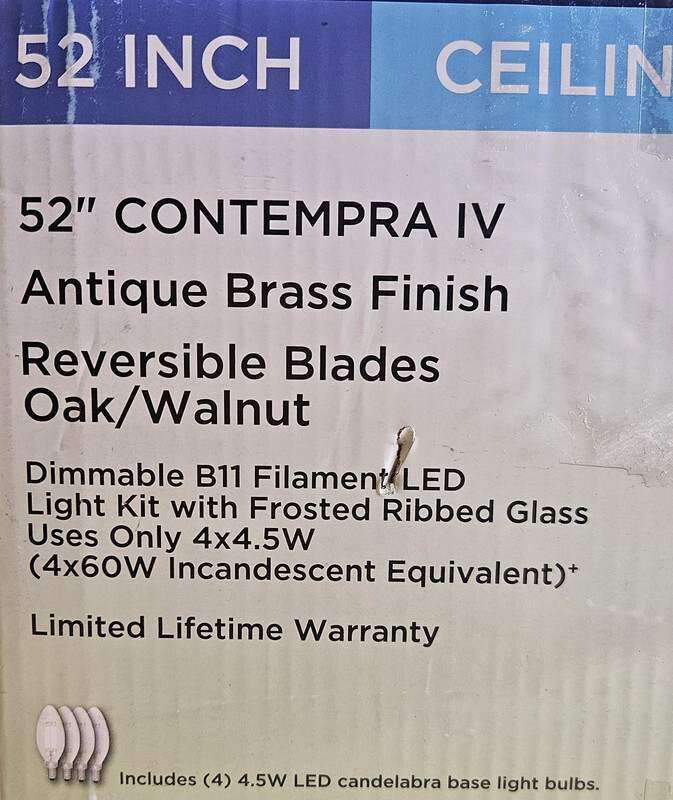 52 INCH CEILIN
52" CONTEMPRA IV
Antique Brass Finish
Reversible Blades
Oak/Walnut
Dimmable B11 Filament LED
Light Kit with Frosted Ribbed Glass
Uses Only 4x4.5W
(4x60W Incandescent Equivalent)+
Limited Lifetime Warranty
Includes (4) 4.5W LED candelabra base light bulbs.